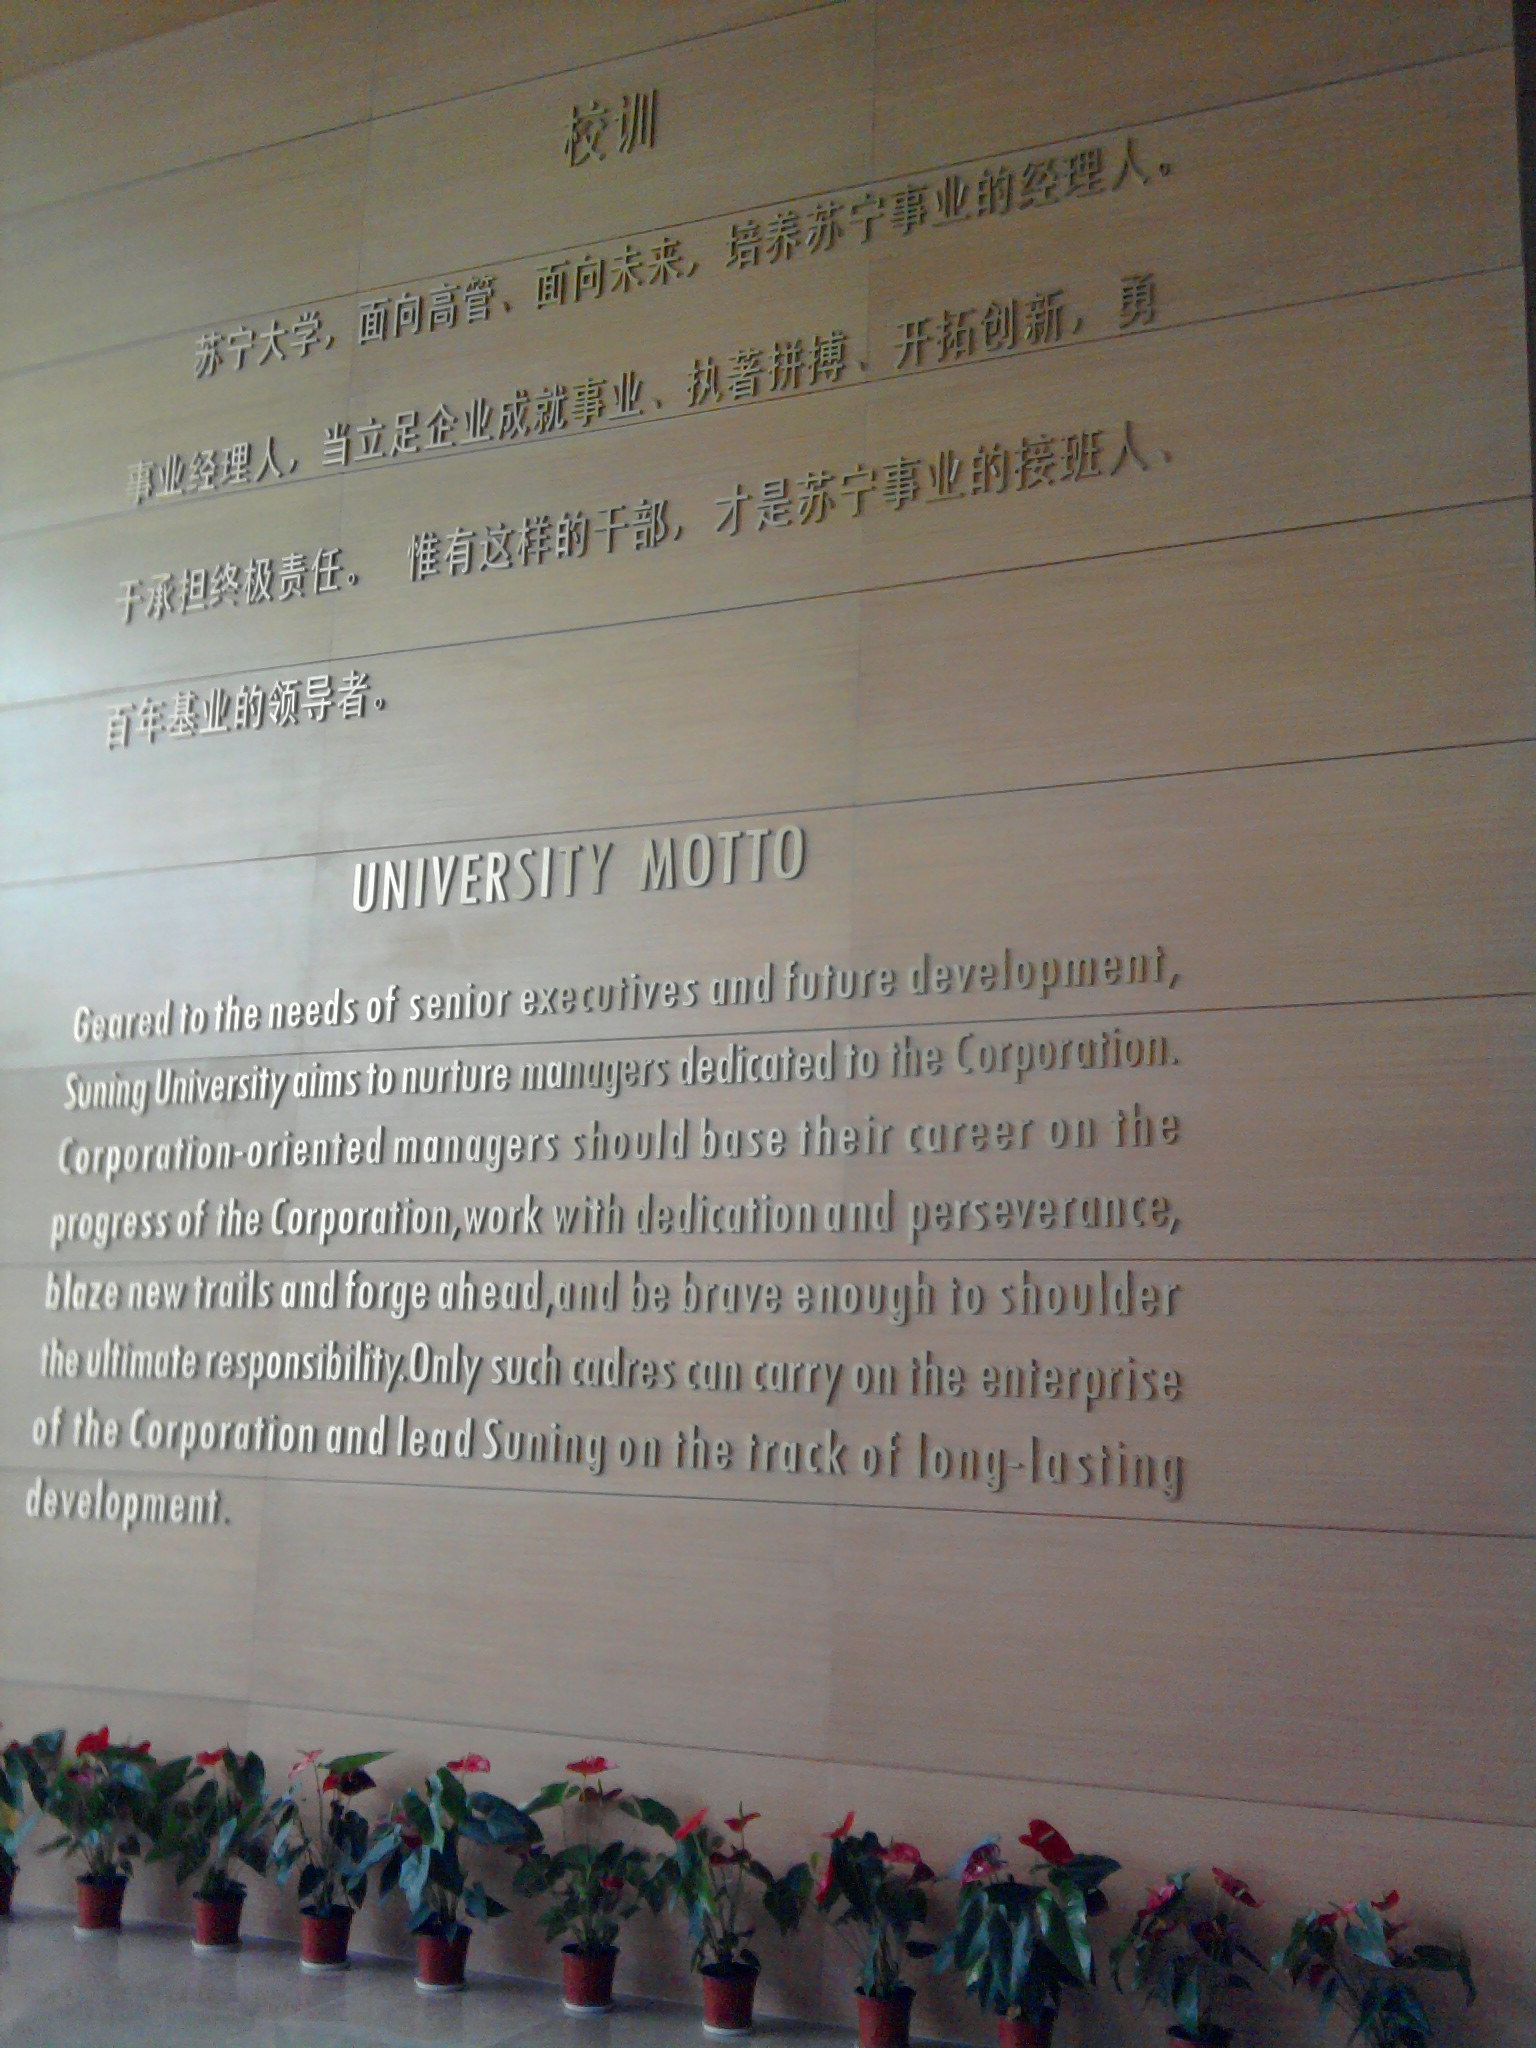 校训
苏宁大学，面向高管、面向未来，培养苏宁事业的经理人。
事业经理人，当立足企业成就事业、执著拼搏、开拓创新，勇
于承担终极责任。 惟有这样的干部，才是苏宁事业的接班人、
百年基业的领导者。
UNIVERSITY MOTTO
Geared to the needs of senior executives and future development,
Suning University aims to nurture managers dedicated to the Corporation.
Corporation-oriented managers should base their career on the
progress of the Corporation,work with dedication and perseverance,
blaze new trails and forge ahead,and be brave enough to shoulder
the ultimate responsibility.Only such cadres can carry on the enterprise
of the Corporation and lead Suning on the track of long-lasting
development.